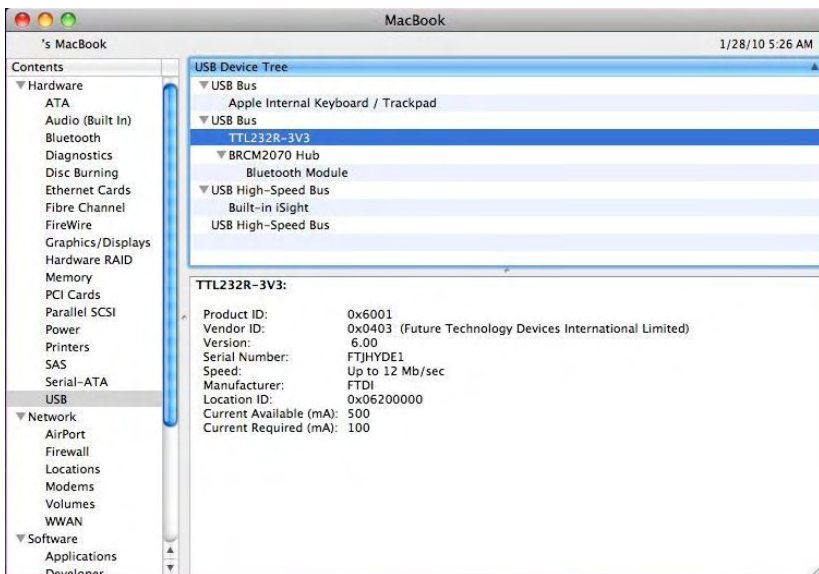 MacBook
's MacBook
1/28/10 5:26 AM
Contents
Hardware
ATA
Audio (Built In)
Bluetooth
Diagnostics
Disc Burning
Ethernet Cards
Fibre Channel
FireWire
Graphics/Displays
Hardware RAID
Memory
PCI Cards
Parallel SCSI
Power
Printers
SAS
Serial-ATA
USB
Network
AirPort
Firewall
Locations
Modems
Volumes
WWAN
Software
Applications
Developer
USB Device Tree
USB Bus
Apple Internal Keyboard / Trackpad
USB Bus
TTL232R-3V3
BRCM2070 Hub
Bluetooth Module
USB High-Speed Bus
Built-in iSight
USB High-Speed Bus
TTL232R-3V3:
Product ID: 0x6001
Vendor ID: 0x0403 (Future Technology Devices International Limited)
Version: 6.00
Serial Number: FTJHYDE1
Speed: Up to 12 Mb/sec
Manufacturer: FTDI
Location ID: 0x06200000
Current Available (mA): 500
Current Required (mA): 100